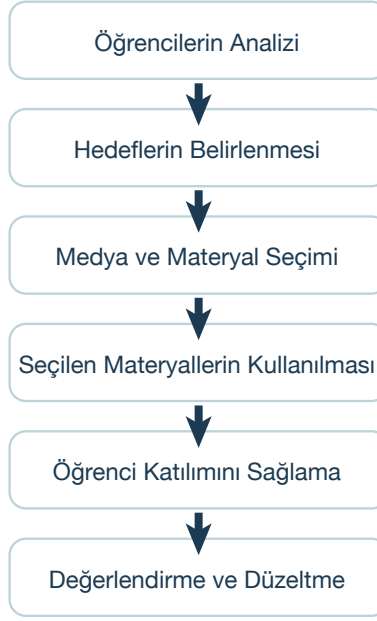 Öğrencilerin Analizi
Hedeflerin Belirlenmesi
Medya ve Materyal Seçimi
Seçilen Materyallerin Kullanılması
Öğrenci Katılımını Sağlama
Değerlendirme ve Düzeltme